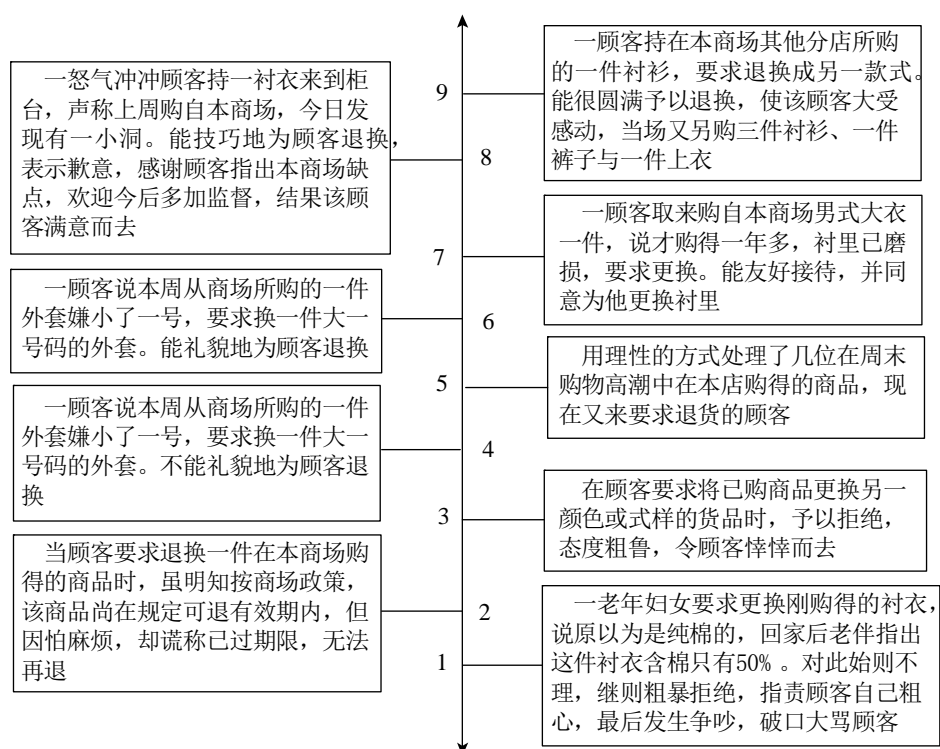 一顾客持在本商场其他分店所购
的一件衬衫，要求退换成另一款式。
能很圆满予以退换，使该顾客大受
感动，当场又另购三件衬衫、一件
裤子与一件上衣
9
一怒气冲冲顾客持一衬衣来到柜
台，声称上周购自本商场，今日发
现有一小洞。能技巧地为顾客退换，
表示歉意，感谢顾客指出本商场缺
点，欢迎今后多加监督，结果该顾
客满意而去
8
一顾客取来购自本商场男式大衣
一件，说才购得一年多，衬里已磨
损，要求更换。能友好接待，并同
意为他更换衬里
7
一顾客说本周从商场所购的一件
外套嫌小了一号，要求换一件大一
号码的外套。能礼貌地为顾客退换
6
用理性的方式处理了几位在周末
购物高潮中在本店购得的商品，现
在又来要求退货的顾客
5
一顾客说本周从商场所购的一件
外套嫌小了一号，要求换一件大一
号码的外套。不能礼貌地为顾客退
换
4
在顾客要求将已购商品更换另一
颜色或式样的货品时，予以拒绝，
态度粗鲁，令顾客悻悻而去
3
当顾客要求退换一件在本商场购
得的商品时，虽明知按商场政策，
该商品尚在规定可退有效期内，但
因怕麻烦，却谎称已过期限，无法
再退
2
一老年妇女要求更换刚购得的衬衣，
说原以为是纯棉的，回家后老伴指出
这件衬衣含棉只有50% 。对此始则不
理，继则粗暴拒绝，指责顾客自己粗
心，最后发生争吵，破口大骂顾客
1